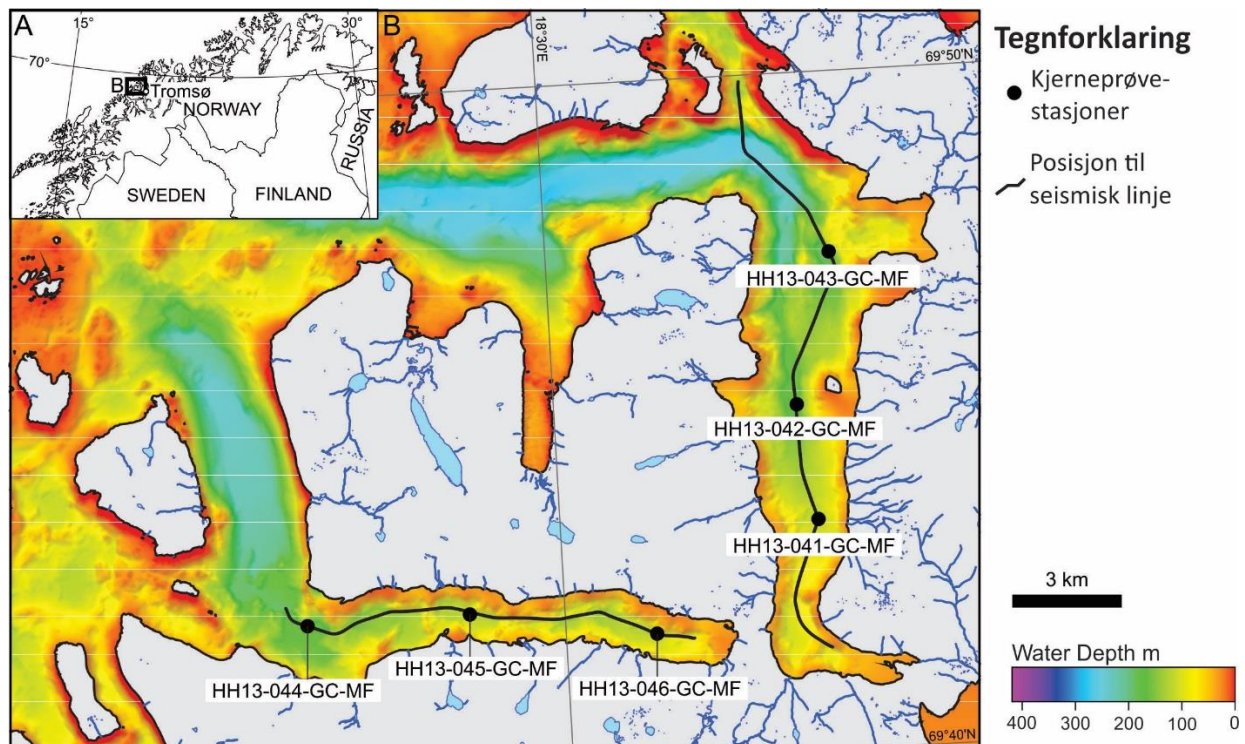 A
15°
30°
70°
B
Tromsø
NORWAY
RUSSIA
SWEDEN
FINLAND
B
18°30'E
69°50'N
HH13-043-GC-MF
HH13-042-GC-MF
HH13-041-GC-MF
HH13-045-GC-MF
HH13-044-GC-MF
HH13-046-GC-MF
69°40'N
Tegnforklaring
Kjerneprøve-
stasjoner
Posisjon til
seismisk linje
3 km
Water Depth m
400
300
200
100
0